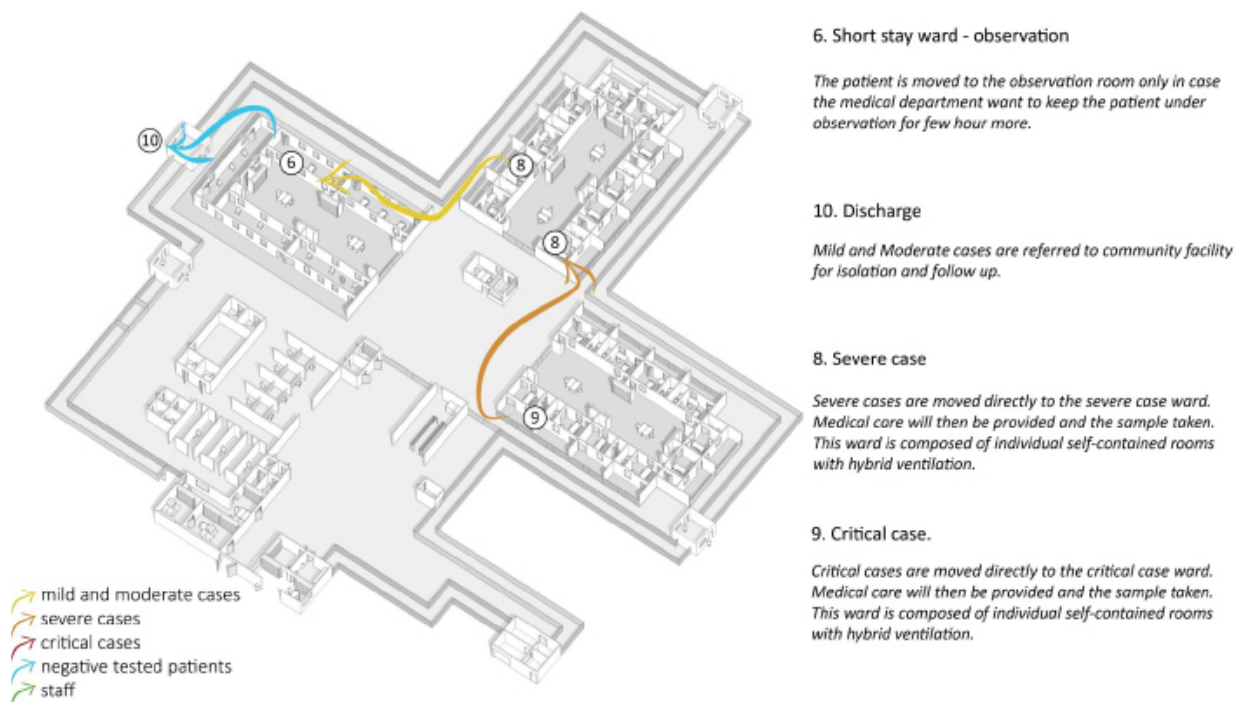 6. Short stay ward - observation
The patient is moved to the observation room only in case
the medical department want to keep the patient under
observation for few hour more.
10. Discharge
Mild and Moderate cases are referred to community facility
for isolation and follow up.
8. Severe case
Severe cases are moved directly to the severe case ward.
Medical care will then be provided and the sample taken.
This ward is composed of individual self-contained rooms
with hybrid ventilation.
9. Critical case.
Critical cases are moved directly to the critical case ward.
Medical care will then be provided and the sample taken.
This ward is composed of individual self-contained rooms
with hybrid ventilation.
10
6
8
8
9
mild and moderate cases
severe cases
critical cases
negative tested patients
staff